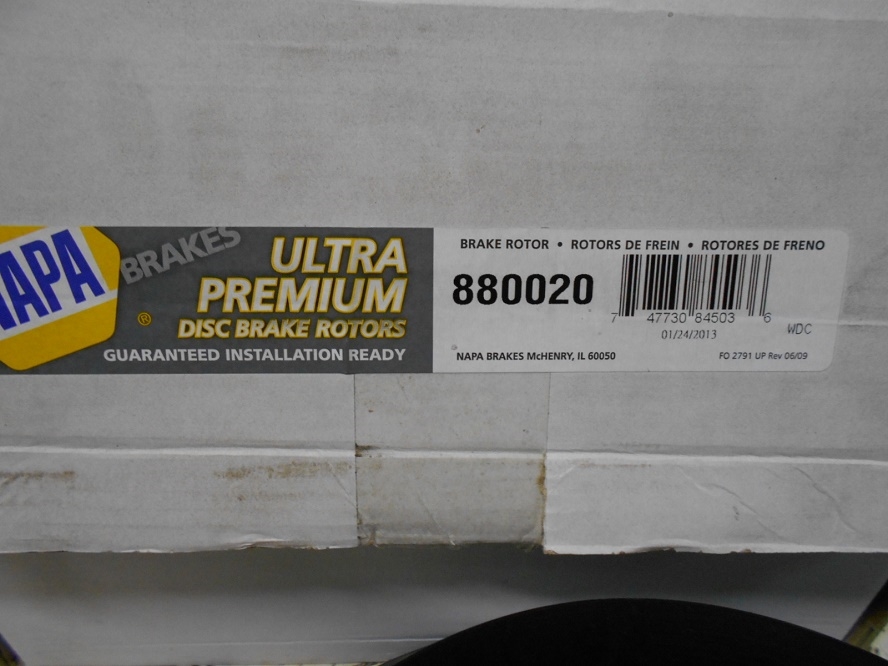 NAPA
BRAKES
®
ULTRA
PREMIUM
DISC BRAKE ROTORS
GUARANTEED INSTALLATION READY
BRAKE ROTOR • ROTORS DE FREIN • ROTORES DE FRENO
880020
7 47730 84503 6
01/24/2013
WDC
NAPA BRAKES McHENRY, IL 60050
FO 2791 UP Rev 06/09